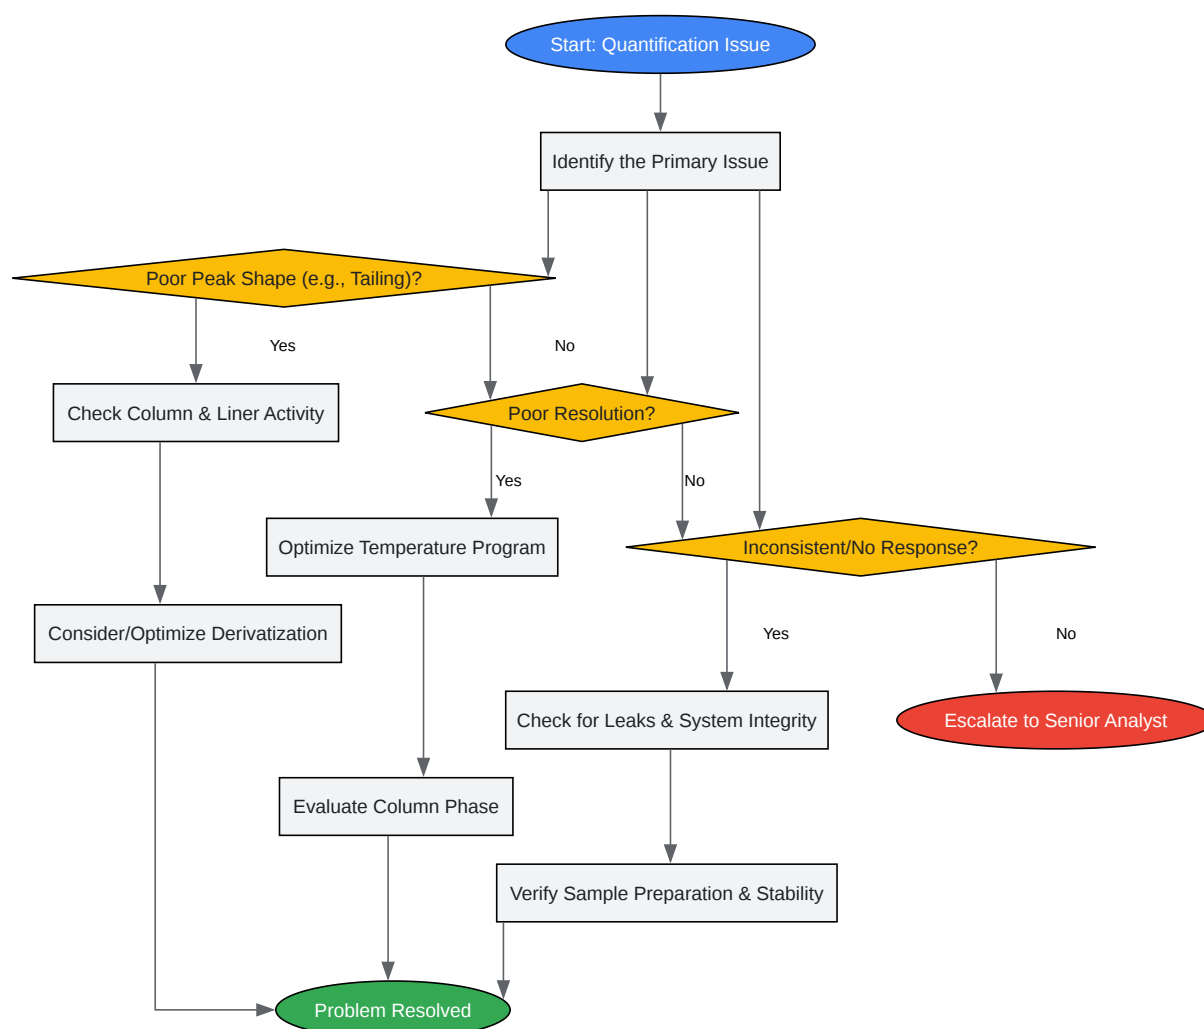 Start: Quantification Issue
Identify the Primary Issue
Poor Peak Shape (e.g., Tailing)?
Yes
No
Check Column & Liner Activity
Poor Resolution?
Yes
No
Optimize Temperature Program
Inconsistent/No Response?
Consider/Optimize Derivatization
Yes
No
Check for Leaks & System Integrity
Escalate to Senior Analyst
Evaluate Column Phase
Verify Sample Preparation & Stability
Problem Resolved